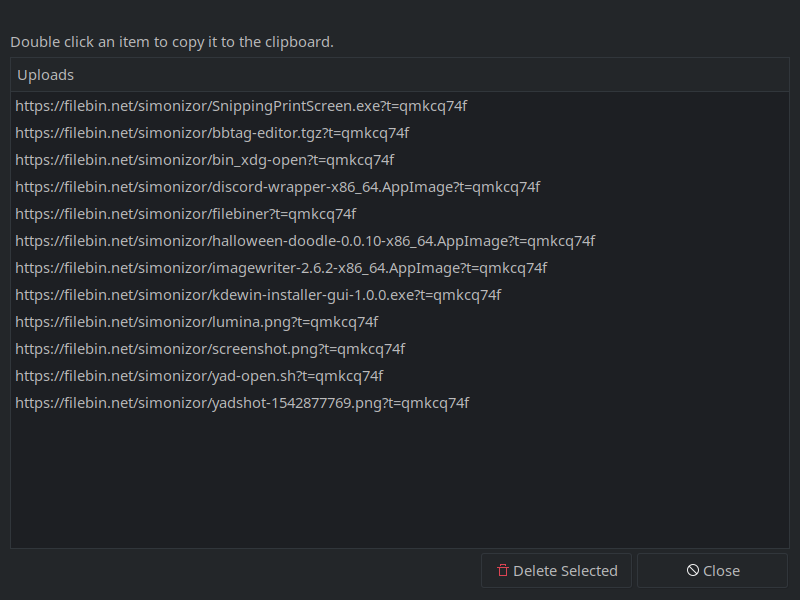 Double click an item to copy it to the clipboard.
Uploads
https://filebin.net/simonizor/SnippingPrintScreen.exe?t=qmkcq74f
https://filebin.net/simonizor/bbtag-editor.tgz?t=qmkcq74f
https://filebin.net/simonizor/bin_xdg-open?t=qmkcq74f
https://filebin.net/simonizor/discord-wrapper-x86_64.AppImage?t=qmkcq74f
https://filebin.net/simonizor/filebiner?t=qmkcq74f
https://filebin.net/simonizor/halloween-doodle-0.0.10-x86_64.AppImage?t=qmkcq74f
https://filebin.net/simonizor/imagewriter-2.6.2-x86_64.AppImage?t=qmkcq74f
https://filebin.net/simonizor/kdewin-installer-gui-1.0.0.exe?t=qmkcq74f
https://filebin.net/simonizor/lumina.png?t=qmkcq74f
https://filebin.net/simonizor/screenshot.png?t=qmkcq74f
https://filebin.net/simonizor/yad-open.sh?t=qmkcq74f
https://filebin.net/simonizor/yadshot-1542877769.png?t=qmkcq74f
Delete Selected
Close